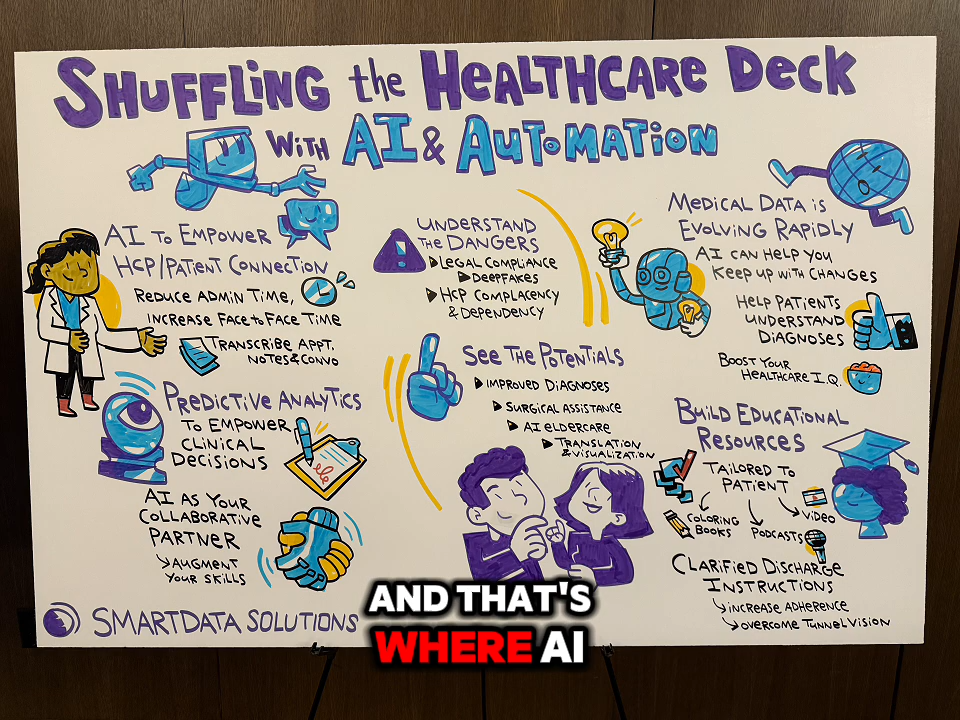 SHUFFLING the HEALTHCARE DECK
WITH AI & AUTOMATION
AI TO EMPOWER
HCP/PATIENT CONNECTION
REDUCE ADMIN TIME,
INCREASE FACE TO FACE TIME
TRANSCRIBE APPT.
NOTES & CONVO
PREDICTIVE ANALYTICS
TO EMPOWER
CLINICAL
DECISIONS
AI AS YOUR
COLLABORATIVE
PARTNER
AUGMENT
YOUR SKILLS
SMARTDATA SOLUTIONS
UNDERSTAND
THE DANGERS
LEGAL COMPLIANCE
DEEPFAKES
HCP COMPLACENCY
& DEPENDENCY
SEE THE POTENTIALS
IMPROVED DIAGNOSES
SURGICAL ASSISTANCE
AI ELDERCARE
TRANSLATION
& VISUALIZATION
MEDICAL DATA IS
EVOLVING RAPIDLY
AI CAN HELP YOU
KEEP UP WITH CHANGES
HELP PATIENTS
UNDERSTAND
DIAGNOSES
BOOST YOUR
HEALTHCARE I.Q.
BUILD EDUCATIONAL
RESOURCES
TAILORED TO
PATIENT
COLORING
BOOKS
PODCASTS
VIDEO
CLARIFIED DISCHARGE
INSTRUCTIONS
INCREASE ADHERENCE
OVERCOME TUNNEL VISION
AND THAT'S
WHERE AI